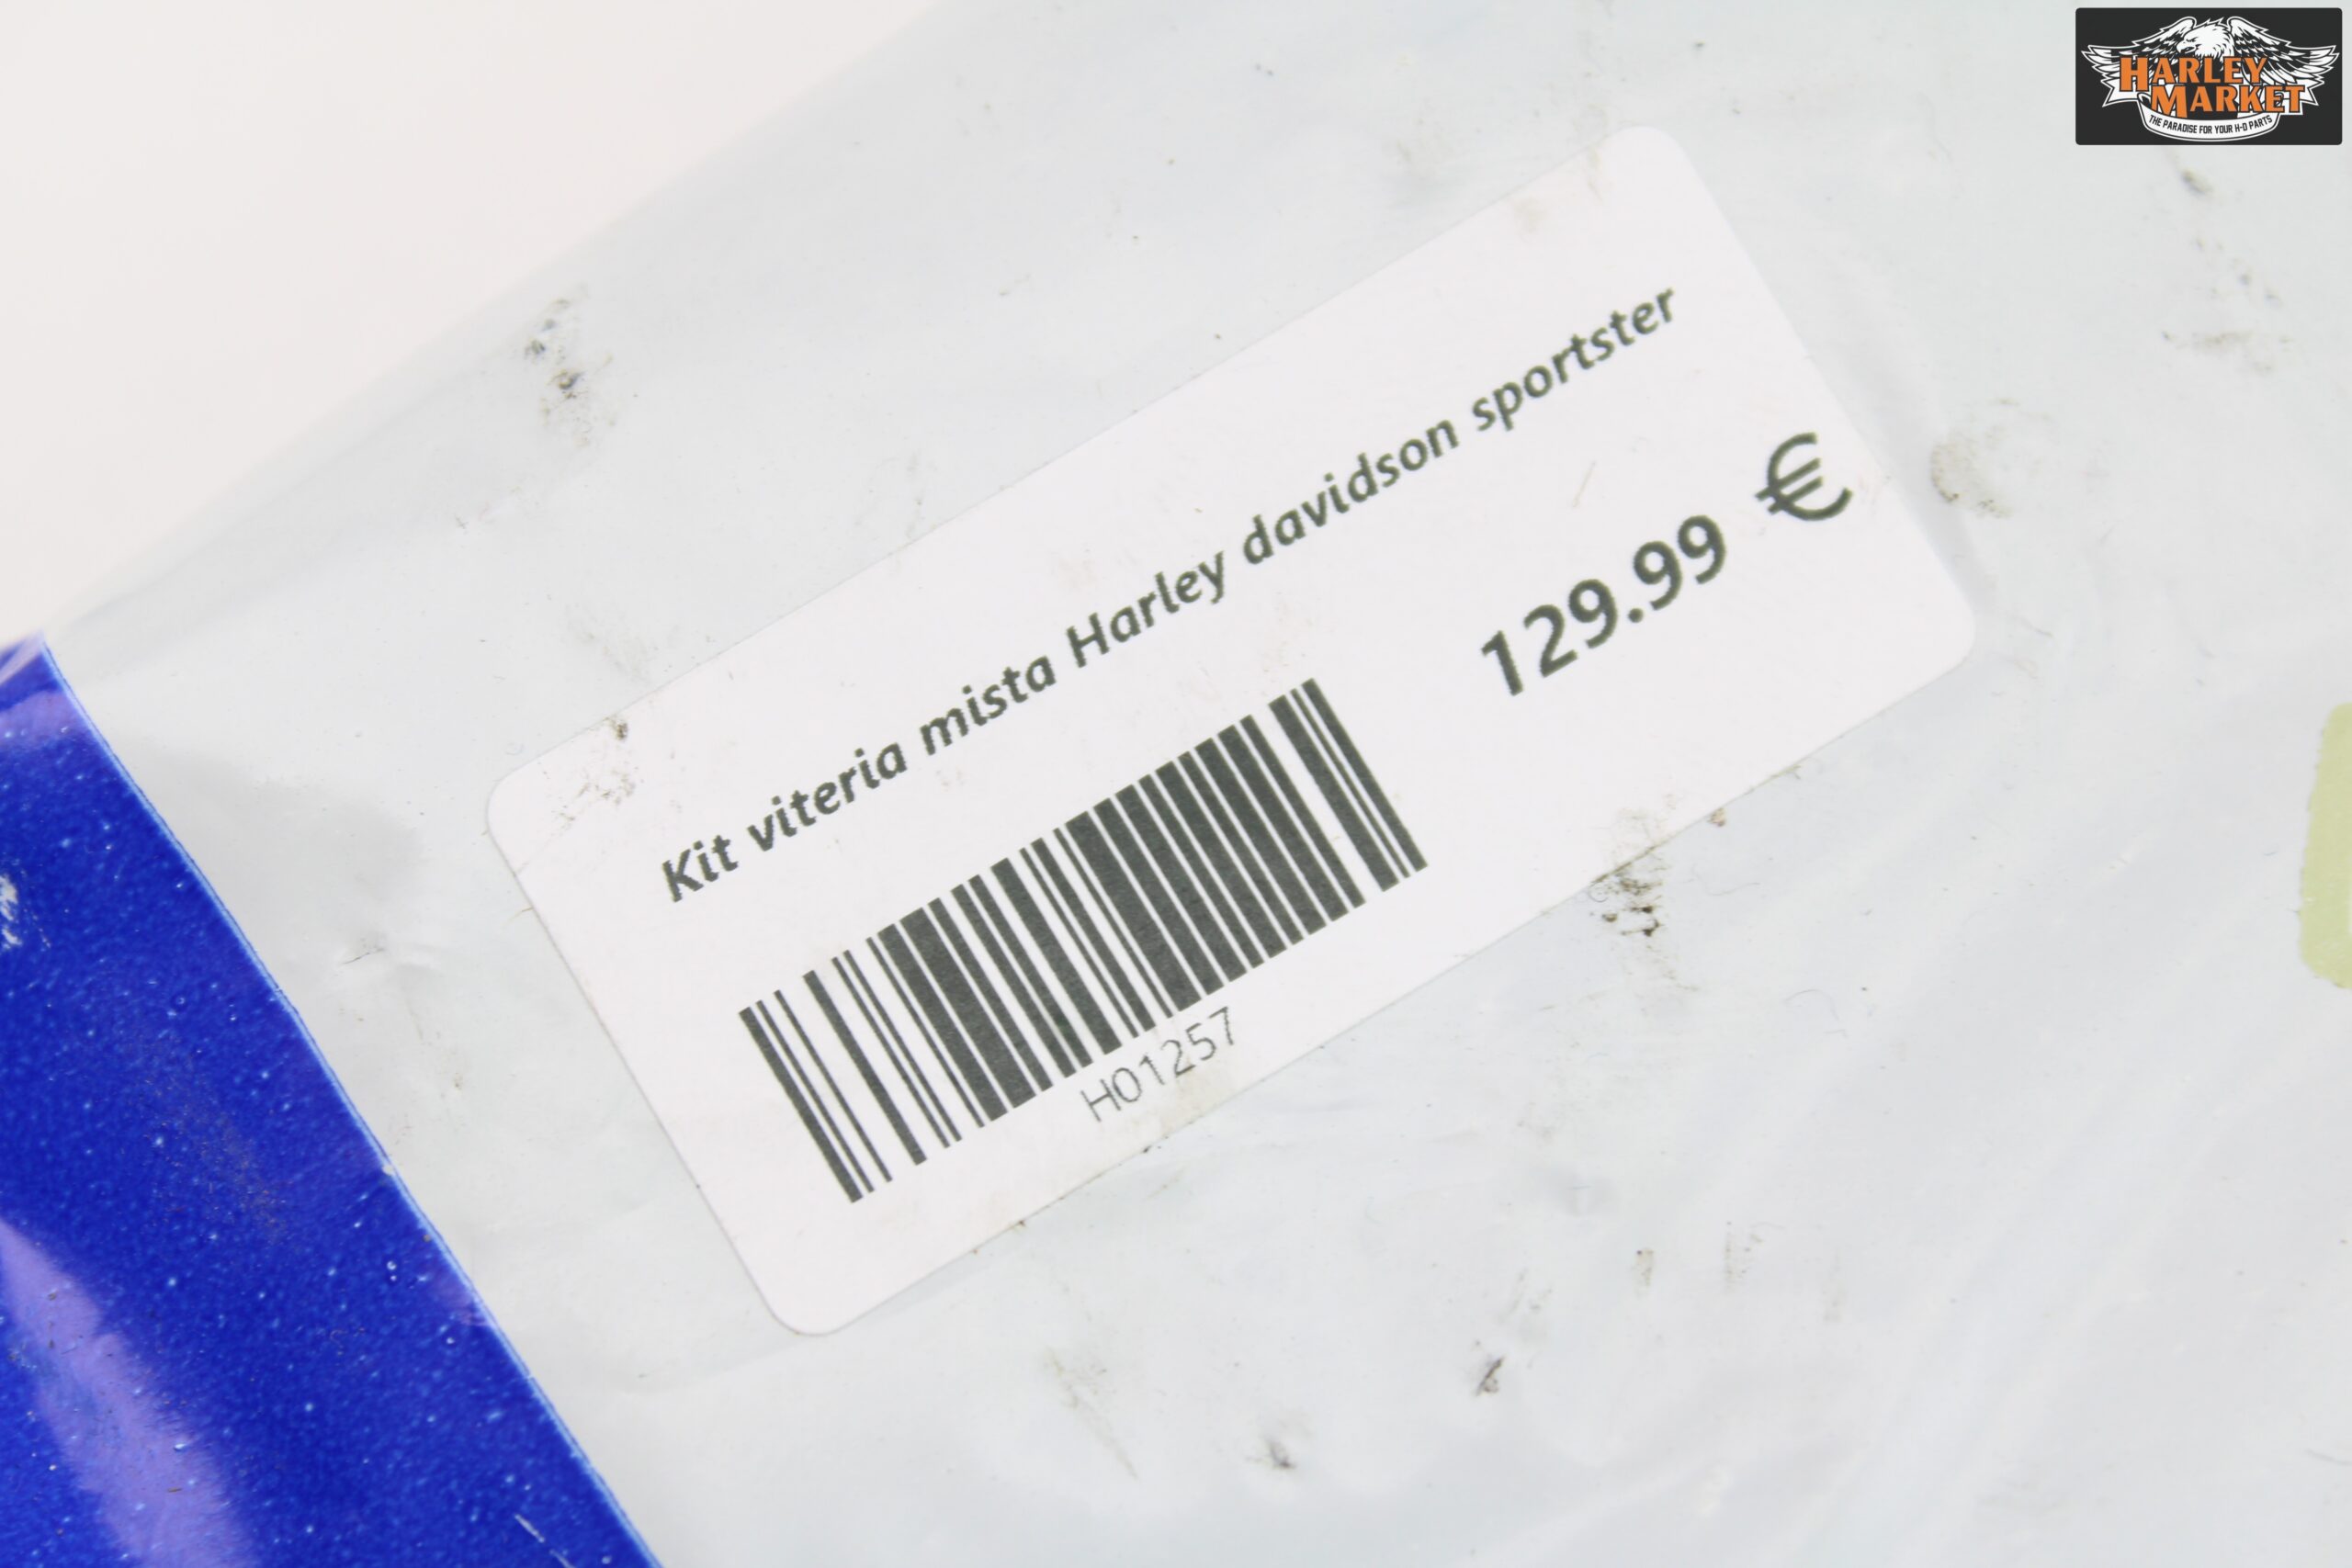 HARLEY
MARKET
THE PARADISE FOR YOUR H-D PARTS
Kit viteria mista Harley davidson sportster
129.99 €
H01257